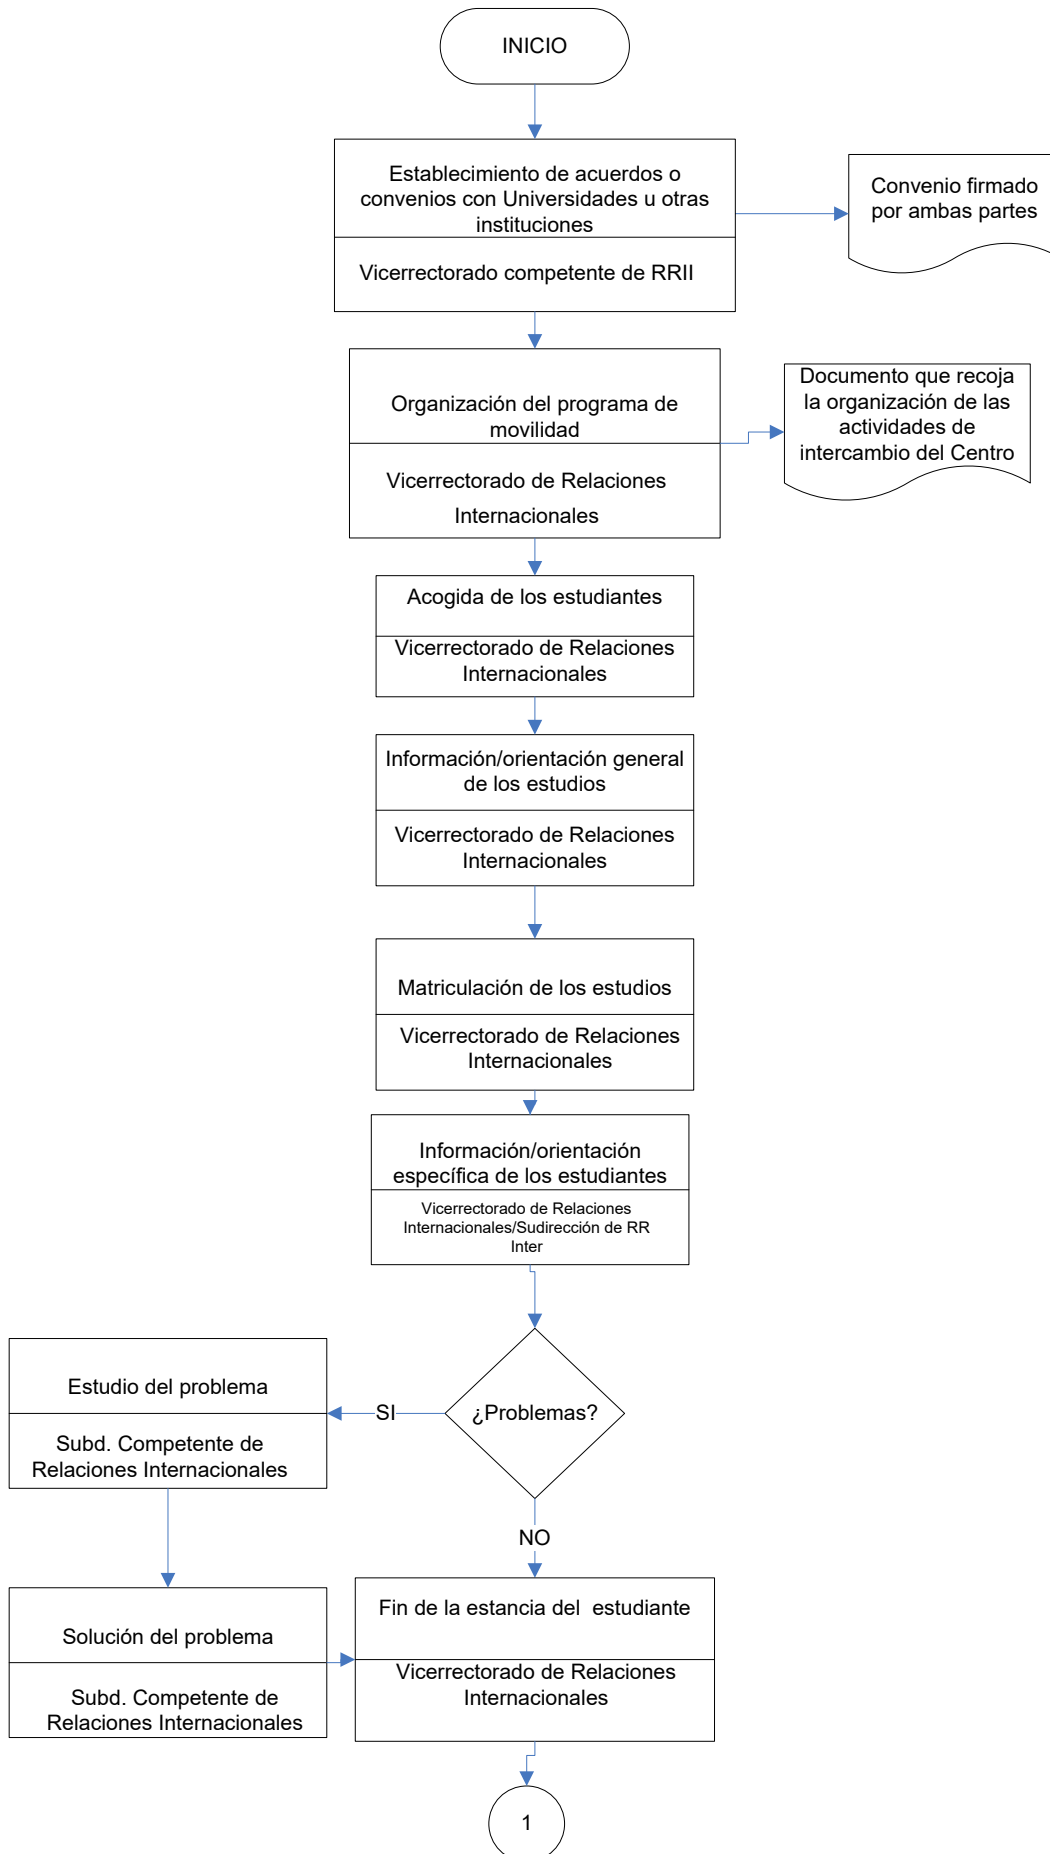 INICIO
Establecimiento de acuerdos o
convenios con Universidades u otras
instituciones
Vicerrectorado competente de RRII
Convenio firmado
por ambas partes
Organización del programa de
movilidad
Vicerrectorado de Relaciones
Internacionales
Documento que recoja
la organización de las
actividades de
intercambio del Centro
Acogida de los estudiantes
Vicerrectorado de Relaciones
Internacionales
Información/orientación general
de los estudios
Vicerrectorado de Relaciones
Internacionales
Matriculación de los estudios
Vicerrectorado de Relaciones
Internacionales
Información/orientación
específica de los estudiantes
Vicerrectorado de Relaciones
Internacionales/Sudirección de RR
Inter
¿Problemas?
SI
Estudio del problema
Subd. Competente de
Relaciones Internacionales
NO
Solución del problema
Subd. Competente de
Relaciones Internacionales
Fin de la estancia del  estudiante
Vicerrectorado de Relaciones
Internacionales
1